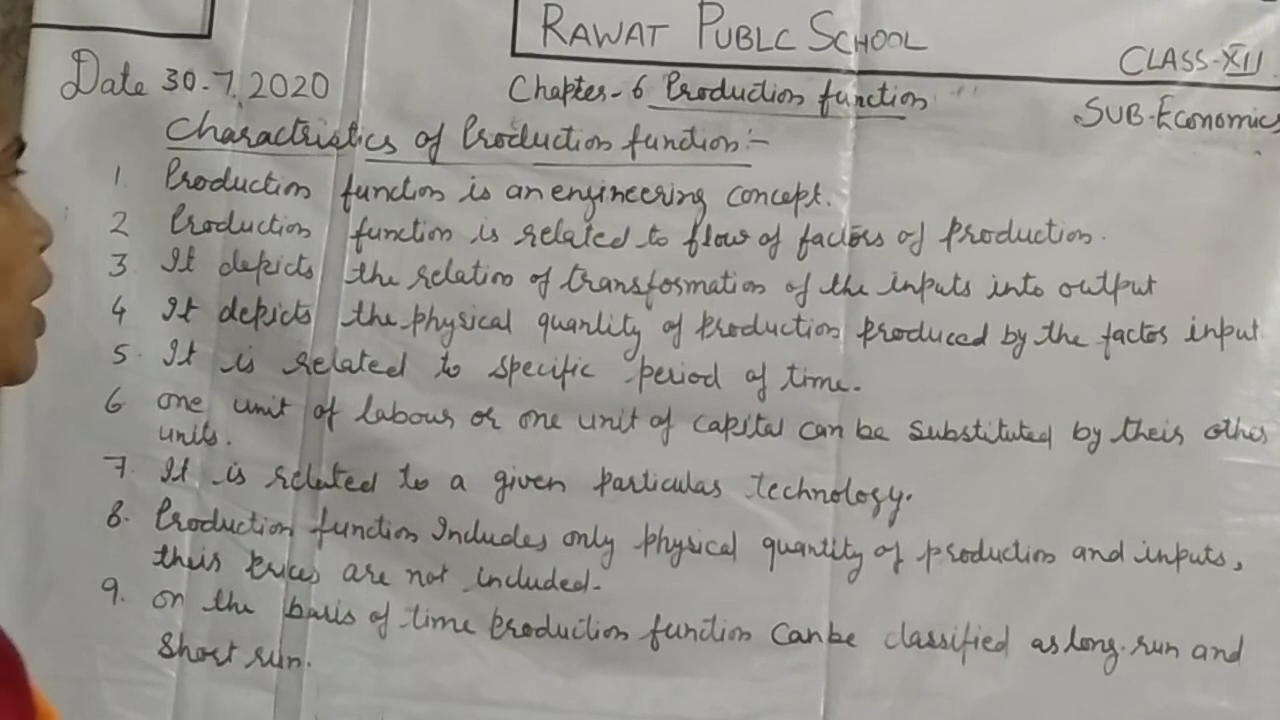 RAWAT PUBLC SCHOOL
CLASS-XII
Date 30.7.2020
Chapter-6 Production function
SUB-Economics
Charactristics of Production function:-
1. Production function is an engineering concept.
2 Production function is related to flow of factors of production.
3 It depicts the relation of transformation of the inputs into output
4 It depicts the physical quantity of production produced by the factor input
5. It is related to specific period of time.
6 one unit of labour or one unit of capital can be substituted by their other
units.
7. It is related to a given particular technology.
8. Production function Includes only physical quantity of production and inputs,
their prices are not included.
9. on the basis of time production function can be classified as long.run and
Short run.